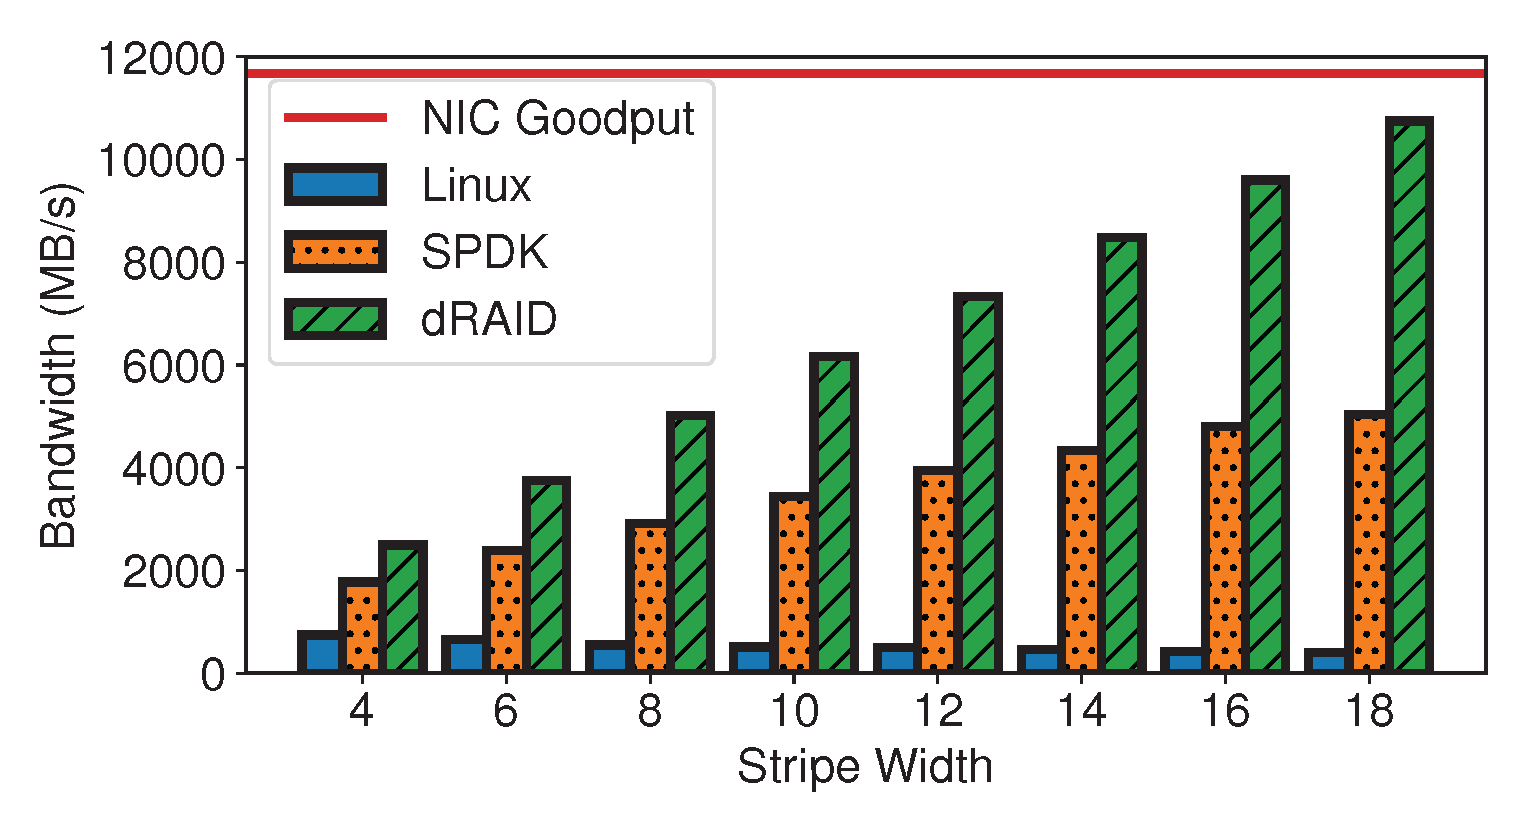 12000
10000
8000
6000
4000
2000
0
Bandwidth (MB/s)
NIC Goodput
Linux
SPDK
dRAID
4 6 8 10 12 14 16 18
Stripe Width